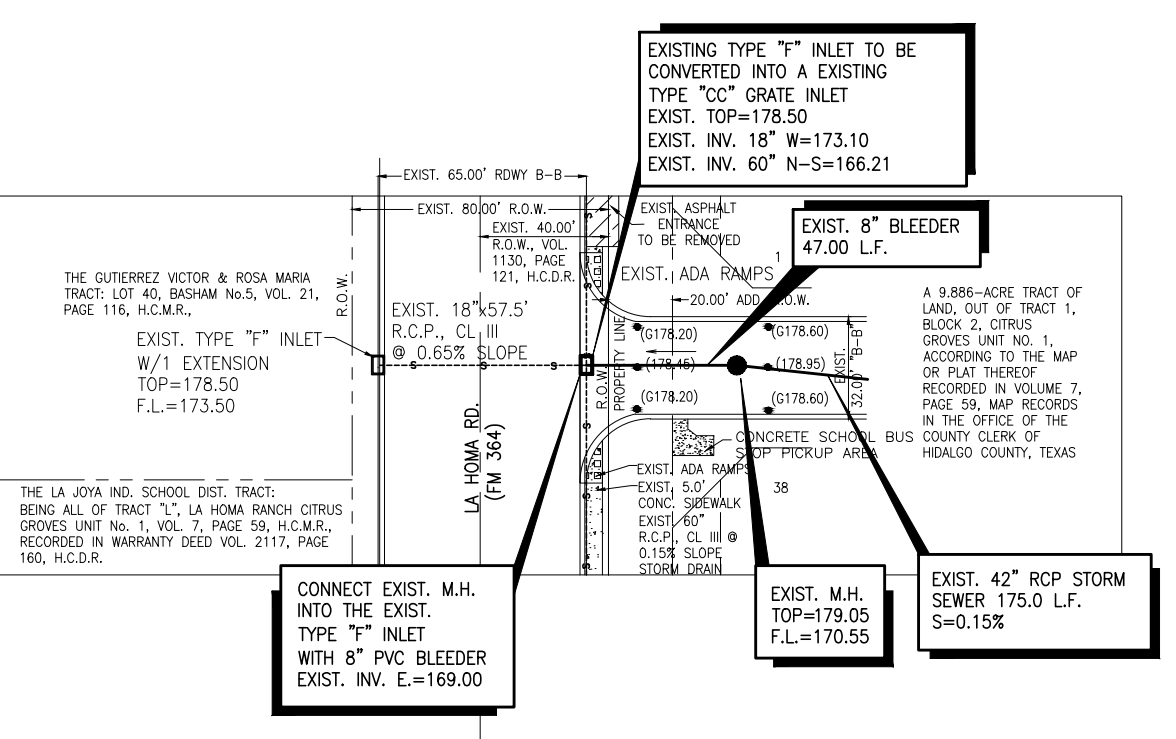 EXISTING TYPE "F" INLET TO BE
CONVERTED INTO A EXISTING
TYPE "CC" GRATE INLET
EXIST. TOP=178.50
EXIST. INV. 18" W=173.10
EXIST. INV. 60" N-S=166.21
EXIST. 65.00' RDWY B-B
EXIST. 80.00' R.O.W.
EXIST. 40.00'
R.O.W., VOL.
1130, PAGE
121, H.C.D.R.
EXIST. ASPHALT
ENTRANCE
TO BE REMOVED
EXIST. 8" BLEEDER
47.00 L.F.
1
EXIST. ADA RAMPS
20.00' ADD R.O.W.
THE GUTIERREZ VICTOR & ROSA MARIA
TRACT: LOT 40, BASHAM No.5, VOL. 21,
PAGE 116, H.C.M.R.,
R.O.W.
EXIST. 18"x57.5'
R.C.P., CL III
@ 0.65% SLOPE
EXIST. TYPE "F" INLET
W/1 EXTENSION
TOP=178.50
F.L.=173.50
S
S
S
S
S
S
S
S
R.O.W.
PROPERTY LINE
(G178.20)
(G178.60)
(178.45)
(178.95)
(G178.20)
(G178.60)
EXIST.
32.00' "B-B"
A 9.886-ACRE TRACT OF
LAND, OUT OF TRACT 1,
BLOCK 2, CITRUS
GROVES UNIT NO. 1,
ACCORDING TO THE MAP
OR PLAT THEREOF
RECORDED IN VOLUME 7,
PAGE 59, MAP RECORDS
IN THE OFFICE OF THE
COUNTY CLERK OF
HIDALGO COUNTY, TEXAS
LA HOMA RD.
(FM 364)
CONCRETE SCHOOL BUS
STOP PICKUP AREA
EXIST. ADA RAMPS
EXIST. 5.0'
CONC. SIDEWALK
38
EXIST. 60"
R.C.P., CL III @
0.15% SLOPE
STORM DRAIN
THE LA JOYA IND. SCHOOL DIST. TRACT:
BEING ALL OF TRACT "L", LA HOMA RANCH CITRUS
GROVES UNIT No. 1, VOL. 7, PAGE 59, H.C.M.R.,
RECORDED IN WARRANTY DEED VOL. 2117, PAGE
160, H.C.D.R.
CONNECT EXIST. M.H.
INTO THE EXIST.
TYPE "F" INLET
WITH 8" PVC BLEEDER
EXIST. INV. E.=169.00
EXIST. M.H.
TOP=179.05
F.L.=170.55
EXIST. 42" RCP STORM
SEWER 175.0 L.F.
S=0.15%